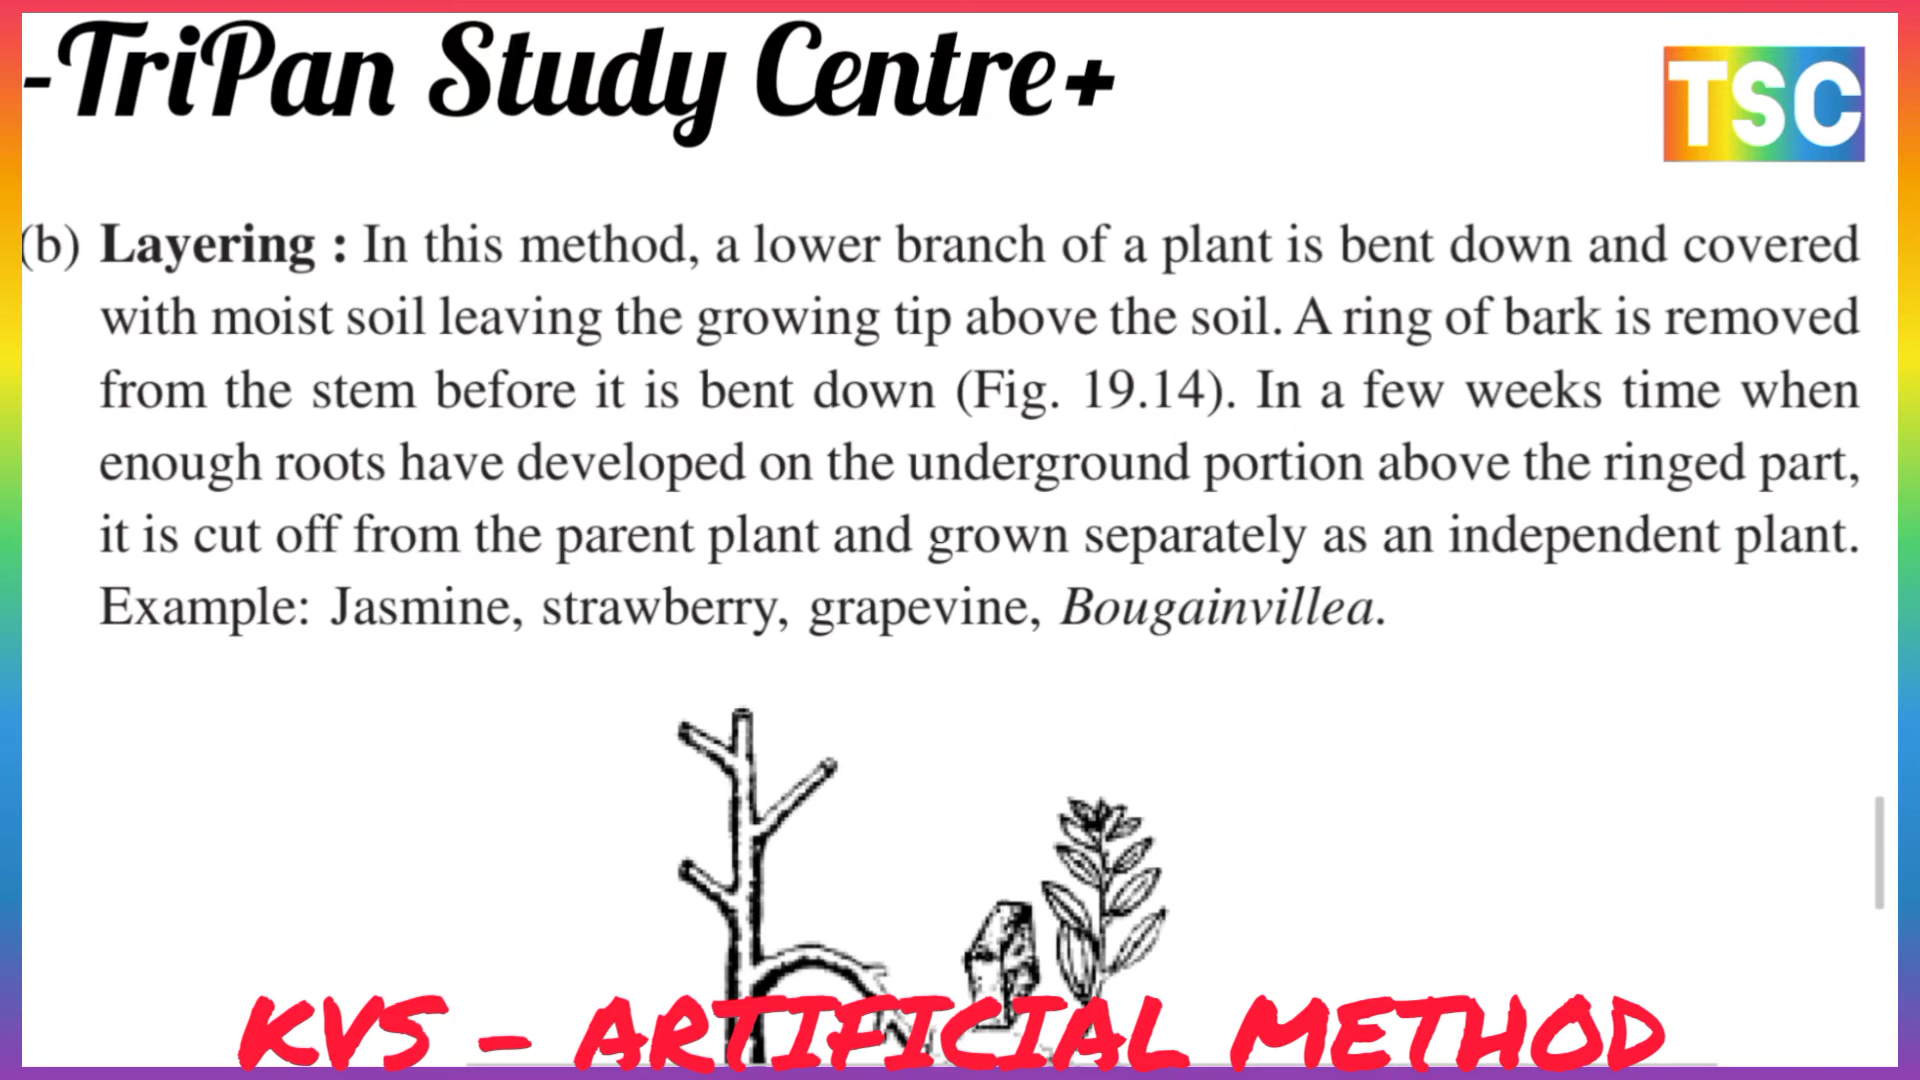 -TriPan Study Centre+
TSC
(b) Layering : In this method, a lower branch of a plant is bent down and covered
with moist soil leaving the growing tip above the soil. A ring of bark is removed
from the stem before it is bent down (Fig. 19.14). In a few weeks time when
enough roots have developed on the underground portion above the ringed part,
it is cut off from the parent plant and grown separately as an independent plant.
Example: Jasmine, strawberry, grapevine, Bougainvillea.
KVS - ARTIFICIAL METHOD